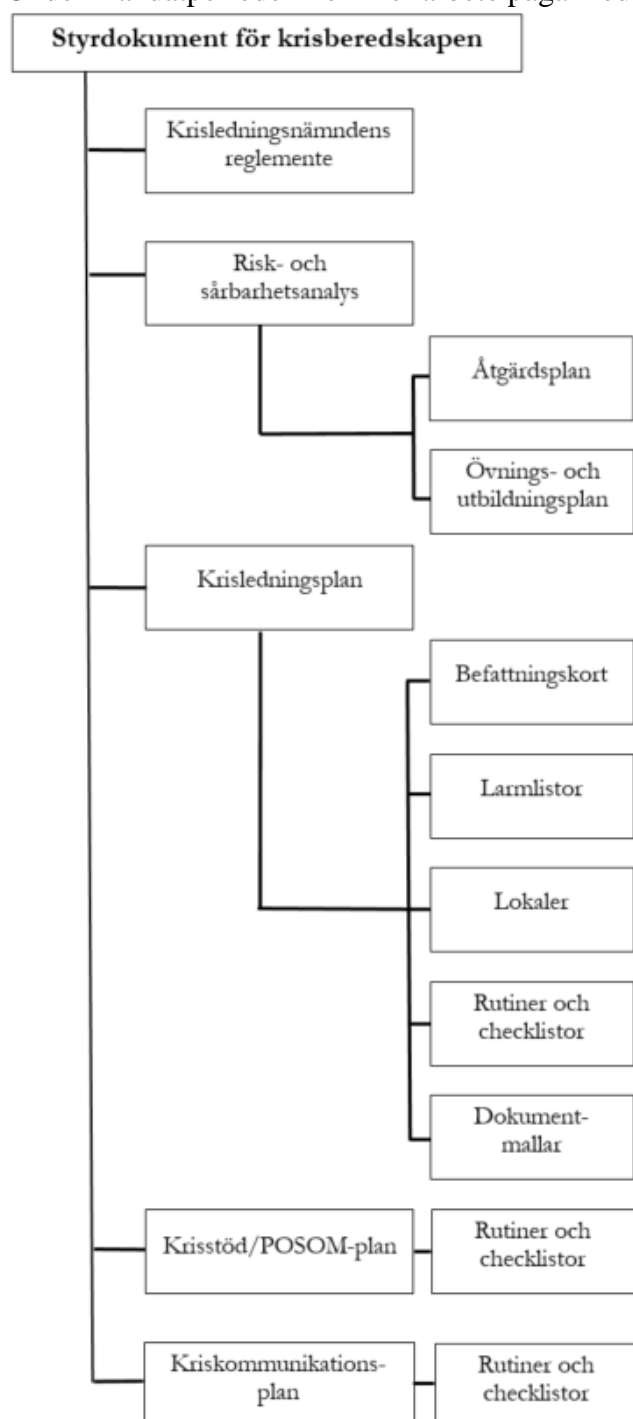 Styrdokument för krisberedskapen
Krisledningsnämndens
reglemente
Risk- och
sårbarhetsanalys
Åtgärdsplan
Övnings- och
utbildningsplan
Krisledningsplan
Befattningskort
Larmlistor
Lokaler
Rutiner och
checklistor
Dokument-
mallar
Krisstöd/POSOM-plan
Rutiner och
checklistor
Kriskommunikations-
plan
Rutiner och
checklistor